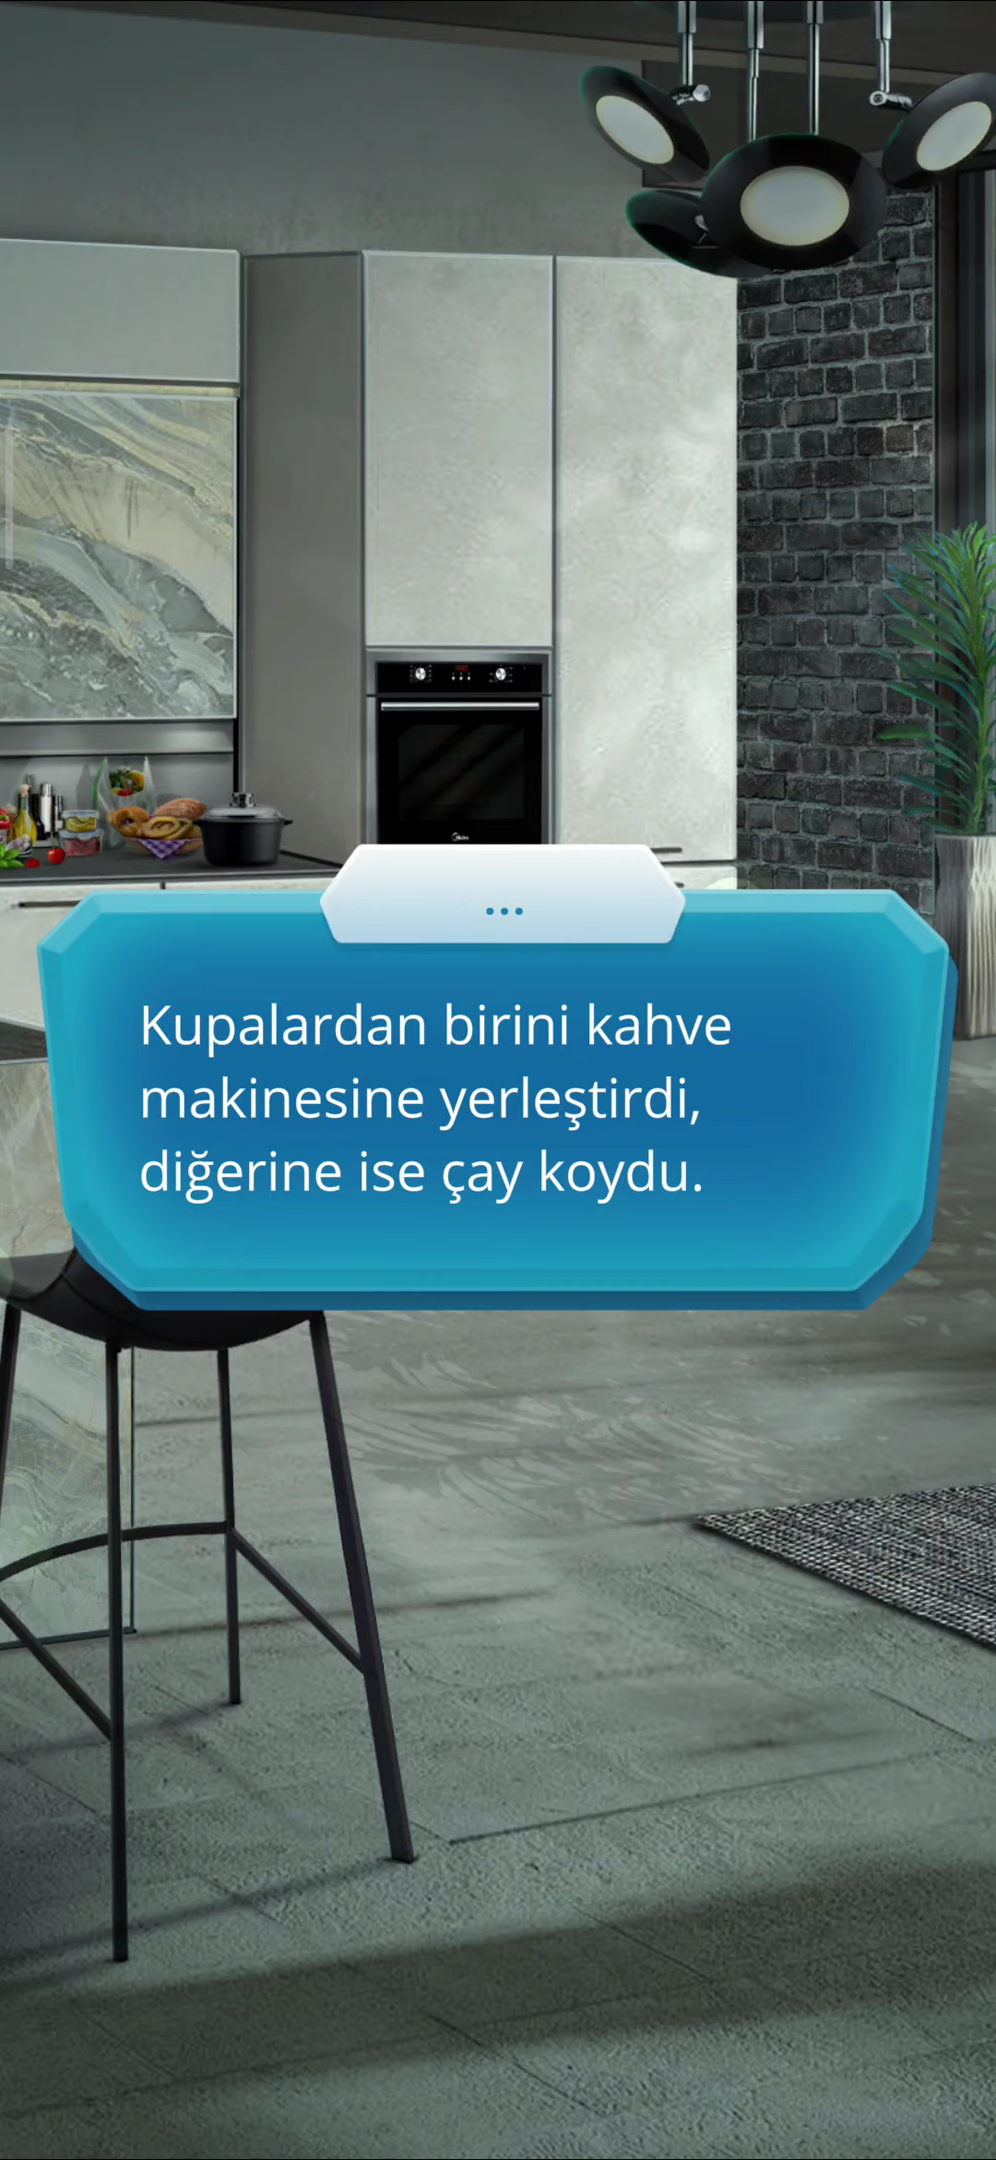 ...
Kupalardan birini kahve
makinesine yerleştirdi,
diğerine ise çay koydu.